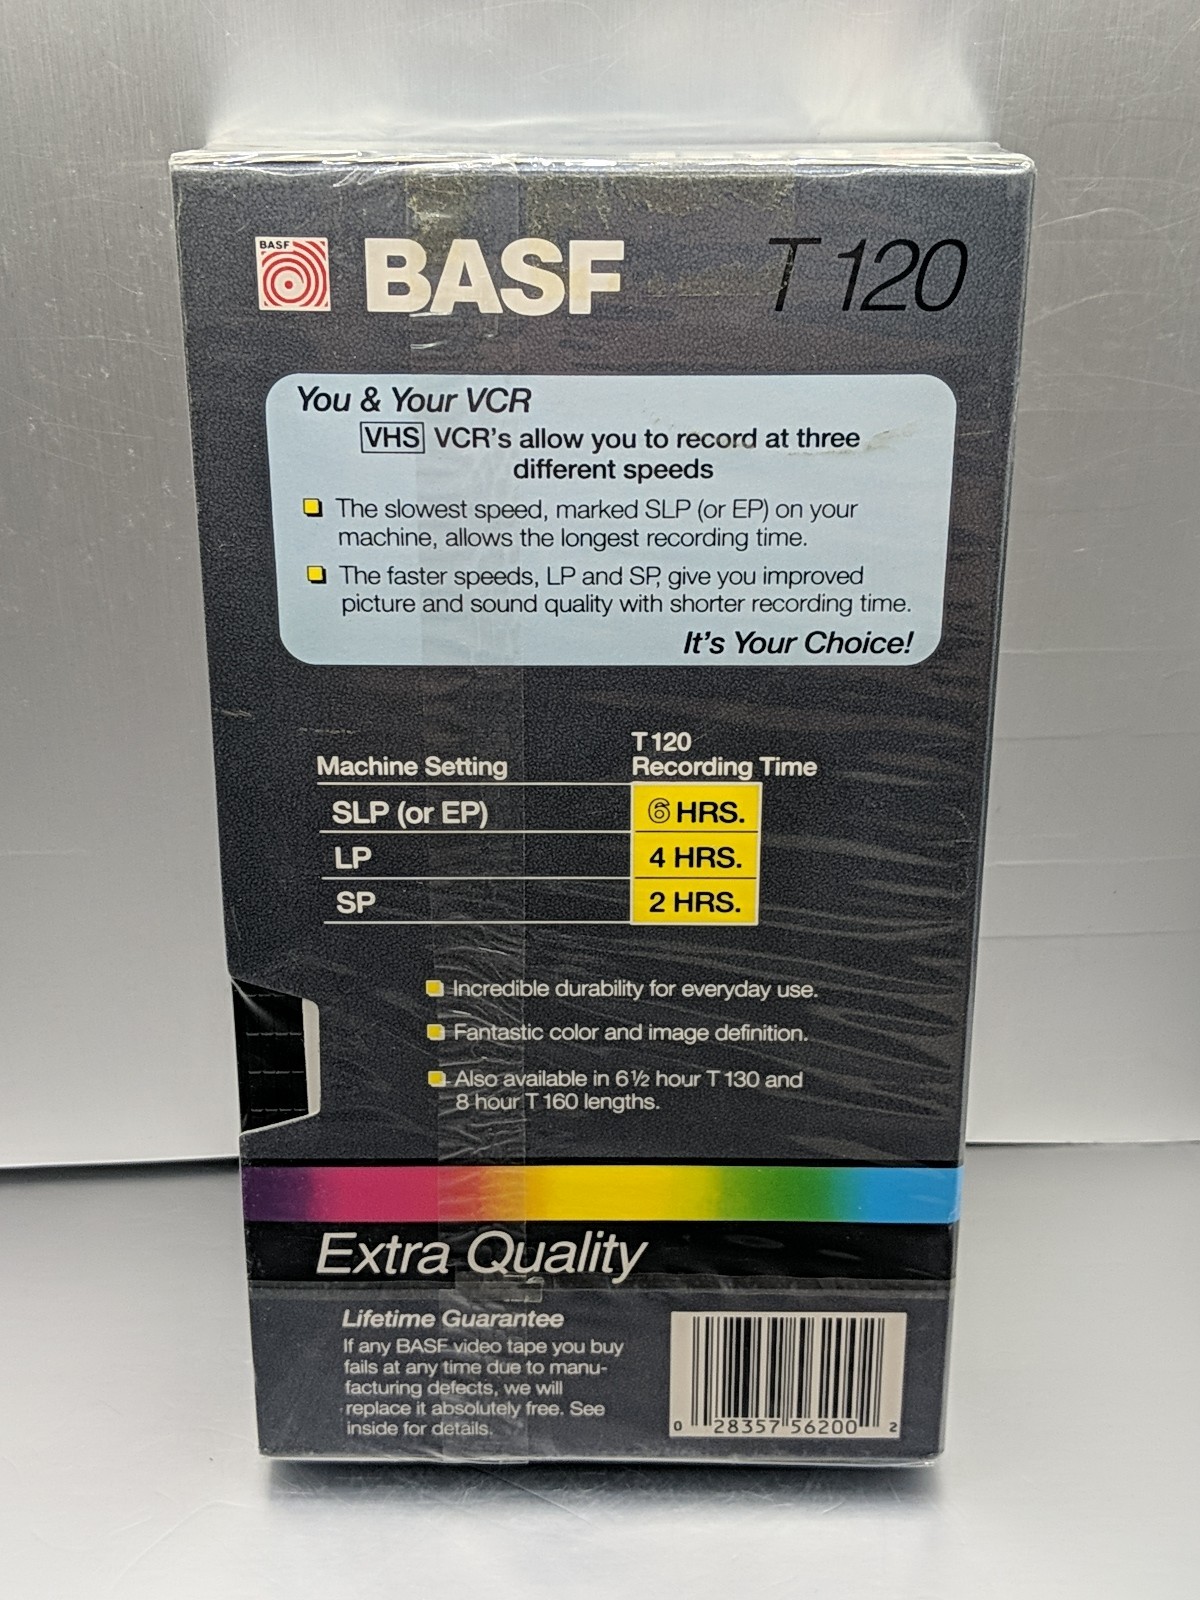 BASF
BASF
T 120
You & Your VCR
VHS VCR's allow you to record at three
different speeds
The slowest speed, marked SLP (or EP) on your
machine, allows the longest recording time.
The faster speeds, LP and SP, give you improved
picture and sound quality with shorter recording time.
It's Your Choice!
T 120
Machine Setting Recording Time
SLP (or EP) 6 HRS.
LP 4 HRS.
SP 2 HRS.
Incredible durability for everyday use.
Fantastic color and image definition.
Also available in 6½ hour T 130 and
8 hour T 160 lengths.
Extra Quality
Lifetime Guarantee
If any BASF video tape you buy
fails at any time due to manu-
facturing defects, we will
replace it absolutely free. See
inside for details.
0 28357 56200 2